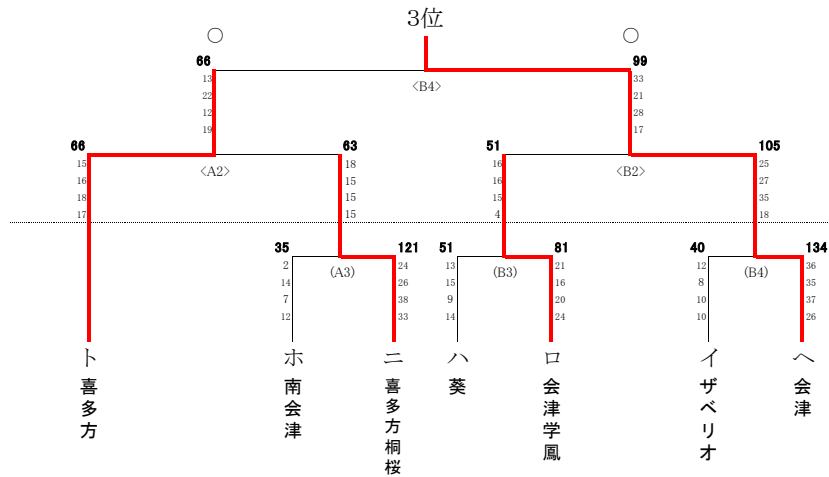 3位
○ ○
66 99
13 33
22 21
12 28
19 17
<B4>
66 63 51 105
15 18 16 25
16 15 16 27
18 15 15 35
17 15 4 18
<A2> <B2>
35 121 51 81 40 134
2 24 13 21 12 36
14 26 15 16 8 35
7 38 9 20 10 37
12 33 14 24 10 26
(A3) (B3) (B4)
ト ホ ニ ハ ロ イ ヘ
喜多方
南会津
喜多方桐桜
葵
会津学鳳
ザベリオ
会津